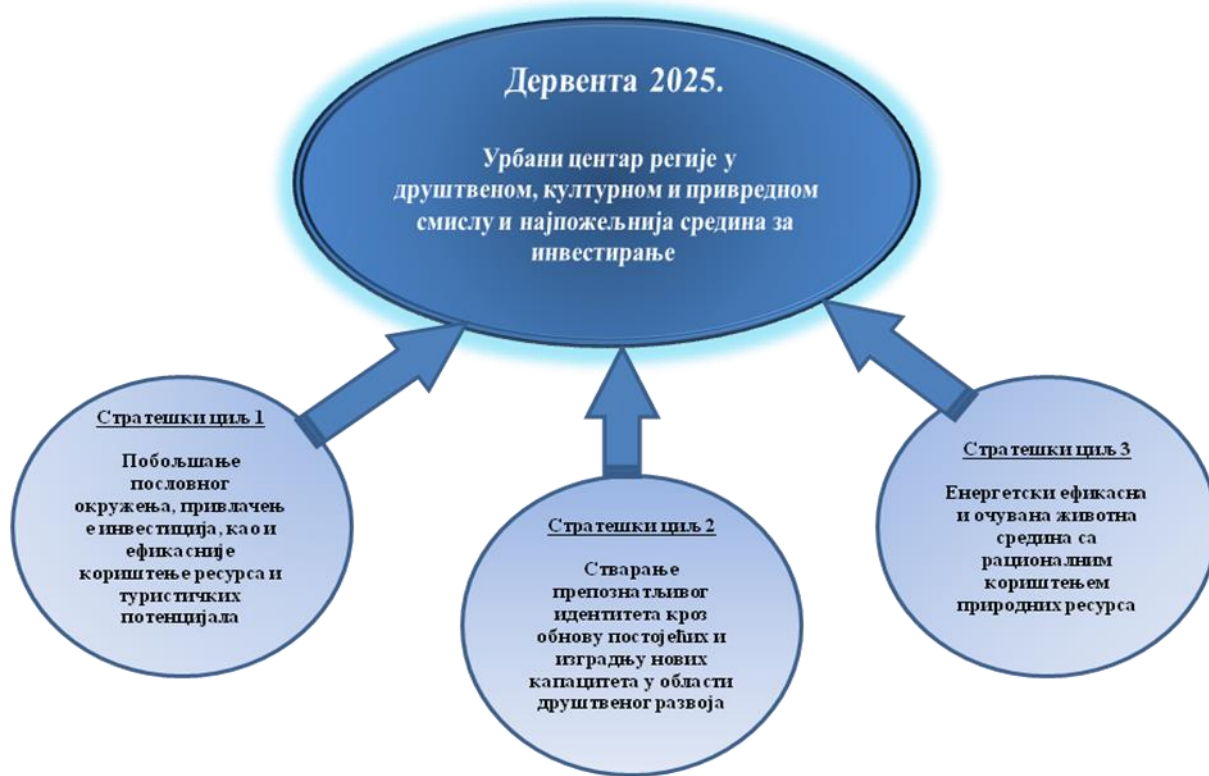 Дервента 2025.
Урбани центар регије у
друштвеном, културном и привредном
смислу и најпожељнија средина за
инвестирање
Стратешки циљ 1
Побољшање
пословног
окружења, привлачењ
е инвестиција, као и
ефикасније
кориштење ресурса и
туристичких
потенцијала
Стратешки циљ 2
Стварање
препознатљивог
идентитета кроз
обнову постојећих и
изградњу нових
капацитета у области
друштвеног развоја
Стратешки циљ 3
Енергетски ефикасна
и очувана животна
средина са
рационалним
кориштењем
природних ресурса